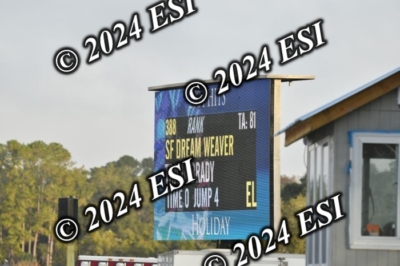 © 2024 ESI
© 2024 ESI
388 RANK TA: 81
SF DREAM WEAVER
TIME 0 JUMP 4 EL
© 2024 ESI
HOLIDAY
© 2024 ESI